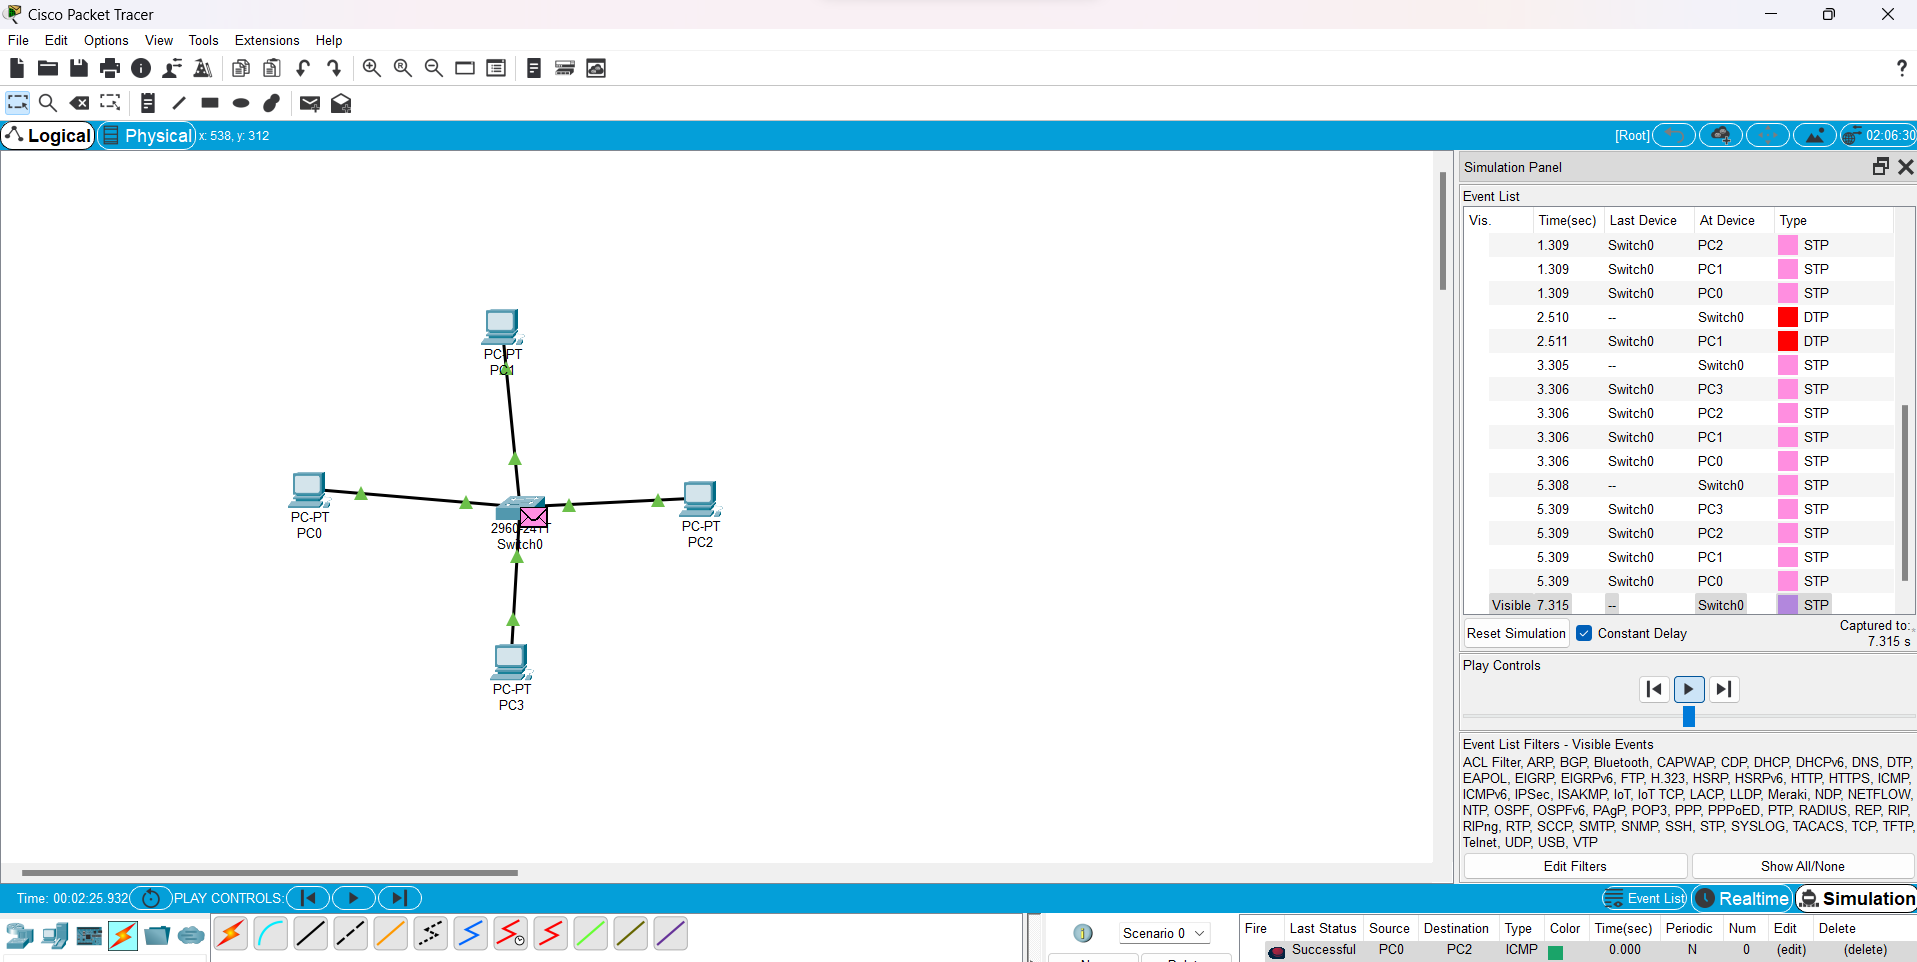 Cisco Packet Tracer
File Edit Options View Tools Extensions Help
?
Logical Physical x: 538, y: 312 [Root] 02:06:30
Simulation Panel
Event List
Vis. Time(sec) Last Device At Device Type
1.309 Switch0 PC2 STP
1.309 Switch0 PC1 STP
1.309 Switch0 PC0 STP
2.510 -- Switch0 DTP
2.511 Switch0 PC1 DTP
3.305 -- Switch0 STP
3.306 Switch0 PC3 STP
3.306 Switch0 PC2 STP
3.306 Switch0 PC1 STP
3.306 Switch0 PC0 STP
5.308 -- Switch0 STP
5.309 Switch0 PC3 STP
5.309 Switch0 PC2 STP
5.309 Switch0 PC1 STP
5.309 Switch0 PC0 STP
Visible 7.315 -- Switch0 STP
Reset Simulation Constant Delay Captured to:
7.315 s
Play Controls
Event List Filters - Visible Events
ACL Filter, ARP, BGP, Bluetooth, CAPWAP, CDP, DHCP, DHCPv6, DNS, DTP,
EAPOL, EIGRP, EIGRPv6, FTP, H.323, HSRP, HSRPv6, HTTP, HTTPS, ICMP,
ICMPv6, IPSec, ISAKMP, IoT, IoT TCP, LACP, LLDP, Meraki, NDP, NETFLOW,
NTP, OSPF, OSPFv6, PAgP, POP3, PPP, PPPoED, PTP, RADIUS, REP, RIP,
RIPng, RTP, SCCP, SMTP, SNMP, SSH, STP, SYSLOG, TACACS, TCP, TFTP,
Telnet, UDP, USB, VTP
Edit Filters Show All/None
PC-PT
PC1
PC-PT
PC0
2960-24TT
Switch0
PC-PT
PC2
PC-PT
PC3
Time: 00:02:25.932 PLAY CONTROLS: Event List Realtime Simulation
1 Scenario 0
Fire Last Status Source Destination Type Color Time(sec) Periodic Num Edit Delete
Successful PC0 PC2 ICMP 0.000 N 0 (edit) (delete)